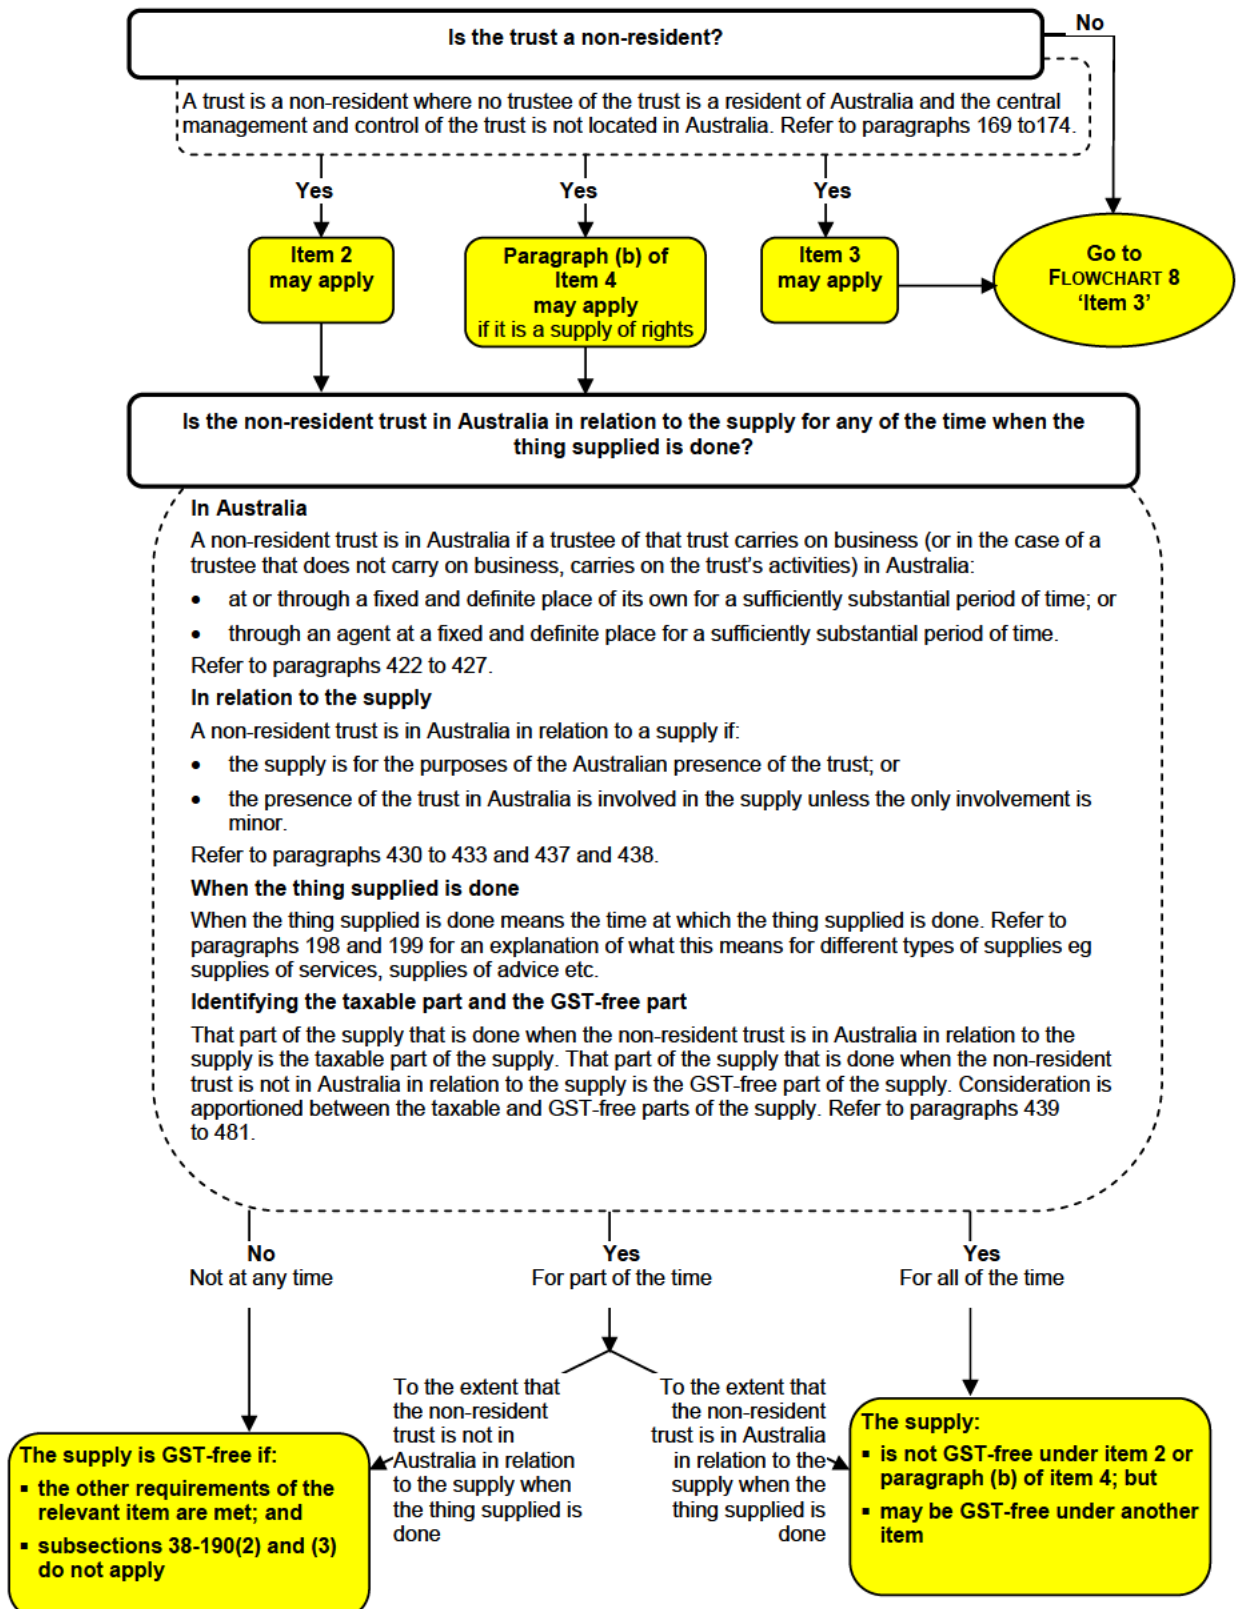 Is the trust a non-resident?
No
A trust is a non-resident where no trustee of the trust is a resident of Australia and the central
management and control of the trust is not located in Australia. Refer to paragraphs 169 to174.
Yes
Yes
Yes
Item 2
may apply
Paragraph (b) of
Item 4
may apply
if it is a supply of rights
Item 3
may apply
Go to
FLOWCHART 8
‘Item 3’
Is the non-resident trust in Australia in relation to the supply for any of the time when the
thing supplied is done?
In Australia
A non-resident trust is in Australia if a trustee of that trust carries on business (or in the case of a
trustee that does not carry on business, carries on the trust’s activities) in Australia:
• at or through a fixed and definite place of its own for a sufficiently substantial period of time; or
• through an agent at a fixed and definite place for a sufficiently substantial period of time.
Refer to paragraphs 422 to 427.
In relation to the supply
A non-resident trust is in Australia in relation to a supply if:
• the supply is for the purposes of the Australian presence of the trust; or
• the presence of the trust in Australia is involved in the supply unless the only involvement is
minor.
Refer to paragraphs 430 to 433 and 437 and 438.
When the thing supplied is done
When the thing supplied is done means the time at which the thing supplied is done. Refer to
paragraphs 198 and 199 for an explanation of what this means for different types of supplies eg
supplies of services, supplies of advice etc.
Identifying the taxable part and the GST-free part
That part of the supply that is done when the non-resident trust is in Australia in relation to the
supply is the taxable part of the supply. That part of the supply that is done when the non-resident
trust is not in Australia in relation to the supply is the GST-free part of the supply. Consideration is
apportioned between the taxable and GST-free parts of the supply. Refer to paragraphs 439
to 481.
No
Not at any time
Yes
For part of the time
Yes
For all of the time
To the extent that
the non-resident
trust is not in
Australia in relation
to the supply when
the thing supplied is
done
To the extent that
the non-resident
trust is in Australia
in relation to the
supply when the
thing supplied is
done
The supply is GST-free if:
▪ the other requirements of the
relevant item are met; and
▪ subsections 38-190(2) and (3)
do not apply
The supply:
▪ is not GST-free under item 2 or
paragraph (b) of item 4; but
▪ may be GST-free under another
item